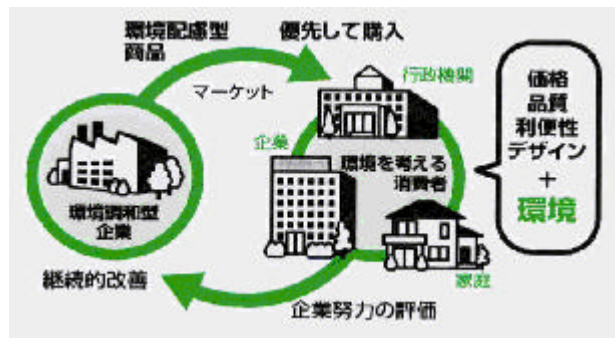 環境配慮型
商品
優先して購入
マーケット
行政機関
企業
環境を考える
消費者
家庭
環境調和型
企業
継続的改善
企業努力の評価
価格
品質
利便性
デザイン
+
環境